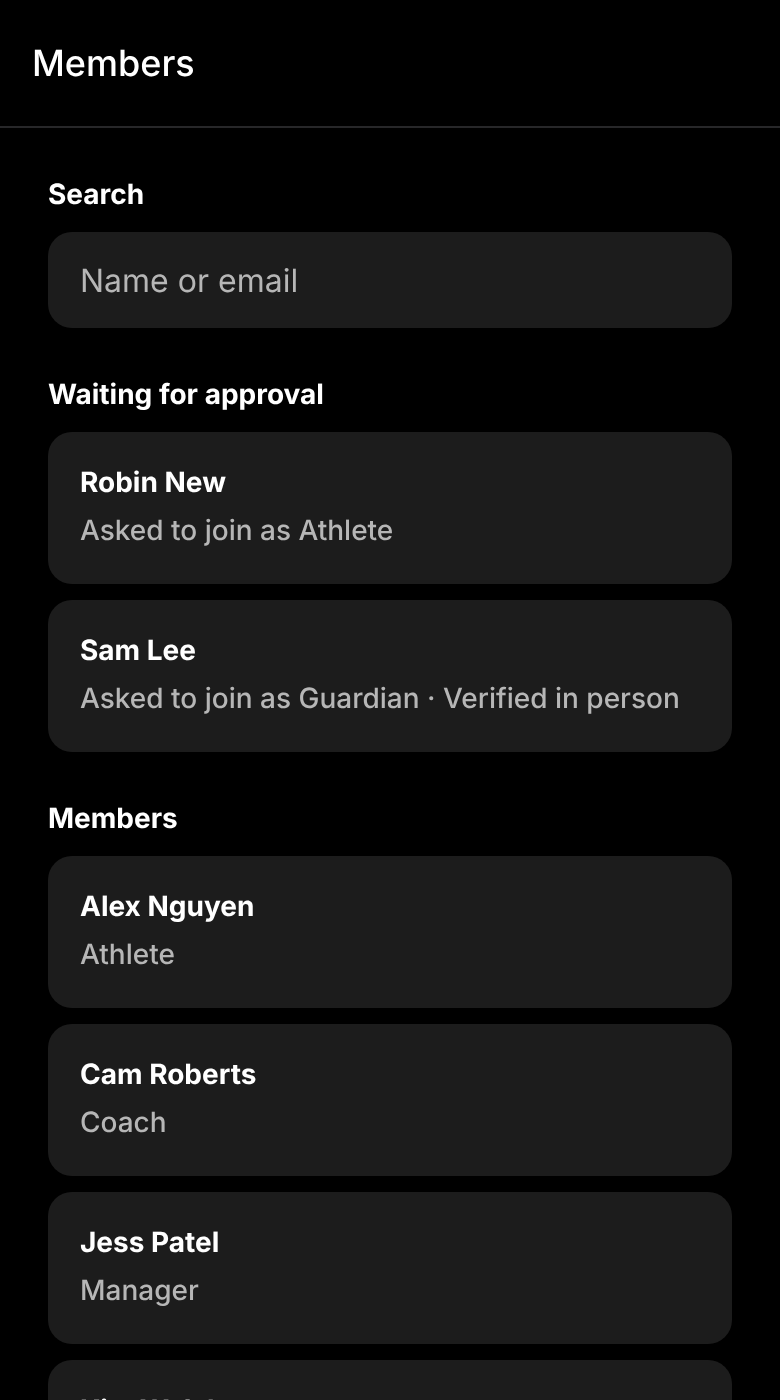 Members
Search
Name or email
Waiting for approval
Robin New
Asked to join as Athlete
Sam Lee
Asked to join as Guardian · Verified in person
Members
Alex Nguyen
Athlete
Cam Roberts
Coach
Jess Patel
Manager